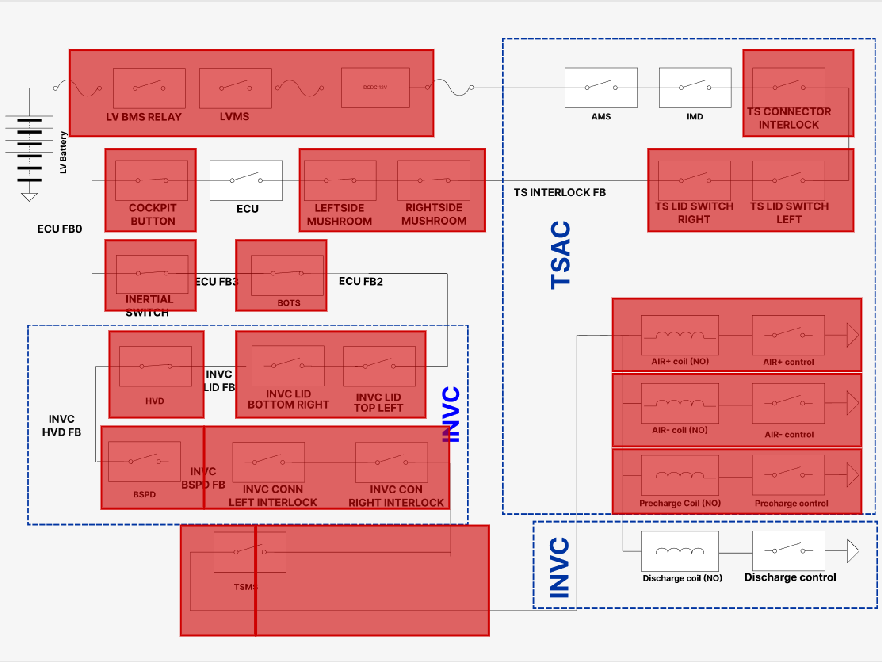 LV BMS RELAY
LVMS
AMS
IMD
TS CONNECTOR
INTERLOCK
LV Battery
COCKPIT
BUTTON
ECU
LEFTSIDE
MUSHROOM
RIGHTSIDE
MUSHROOM
TS INTERLOCK FB
TS LID SWITCH
RIGHT
TS LID SWITCH
LEFT
ECU FB0
TSAC
INERTIAL
SWITCH
ECU FB3
BOTS
ECU FB2
HVD
INVC
LID FB
INVC LID
BOTTOM RIGHT
INVC LID
TOP LEFT
INVC
INVC
HVD FB
BSPD
INVC
BSPD FB
INVC CONN
LEFT INTERLOCK
INVC CON
RIGHT INTERLOCK
TSMS
AIR+ coil (NO)
AIR+ control
AIR- coil (NO)
AIR- control
Precharge Coil (NO)
Precharge control
INVC
Discharge coil (NO)
Discharge control